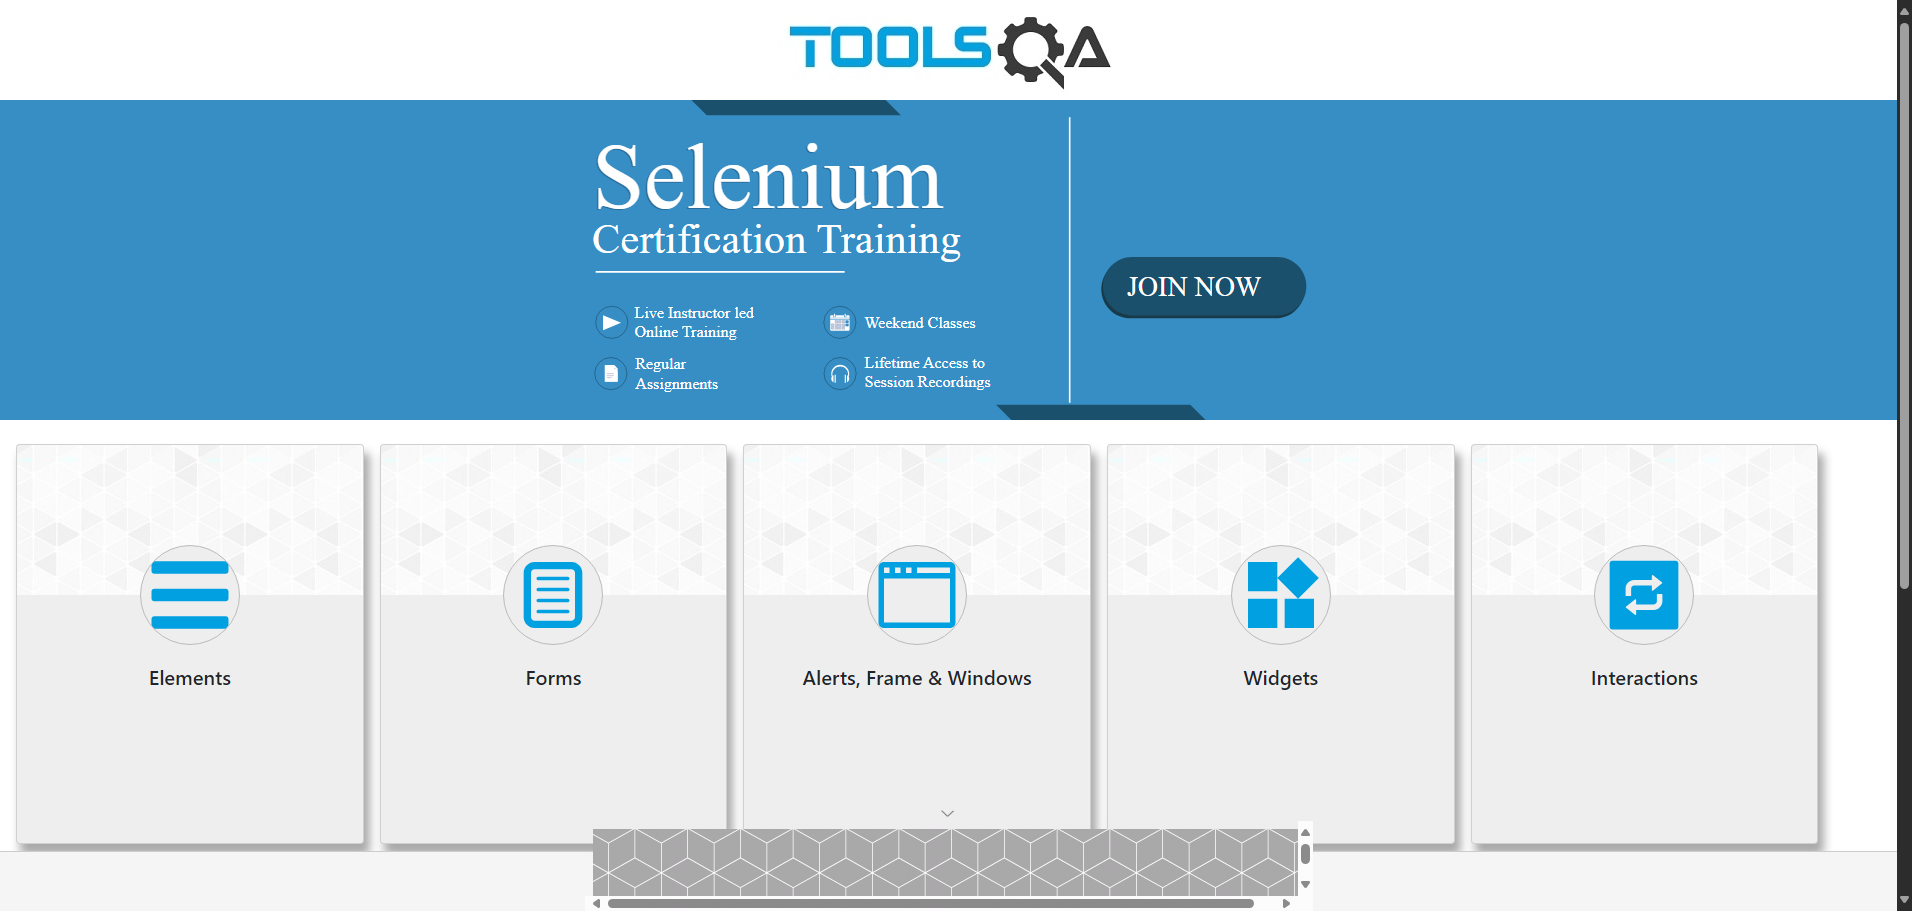 TOOLSQA
Selenium
Certification Training
JOIN NOW
Live Instructor led
Online Training
Weekend Classes
Regular
Assignments
Lifetime Access to
Session Recordings
Elements
Forms
Alerts, Frame & Windows
Widgets
Interactions